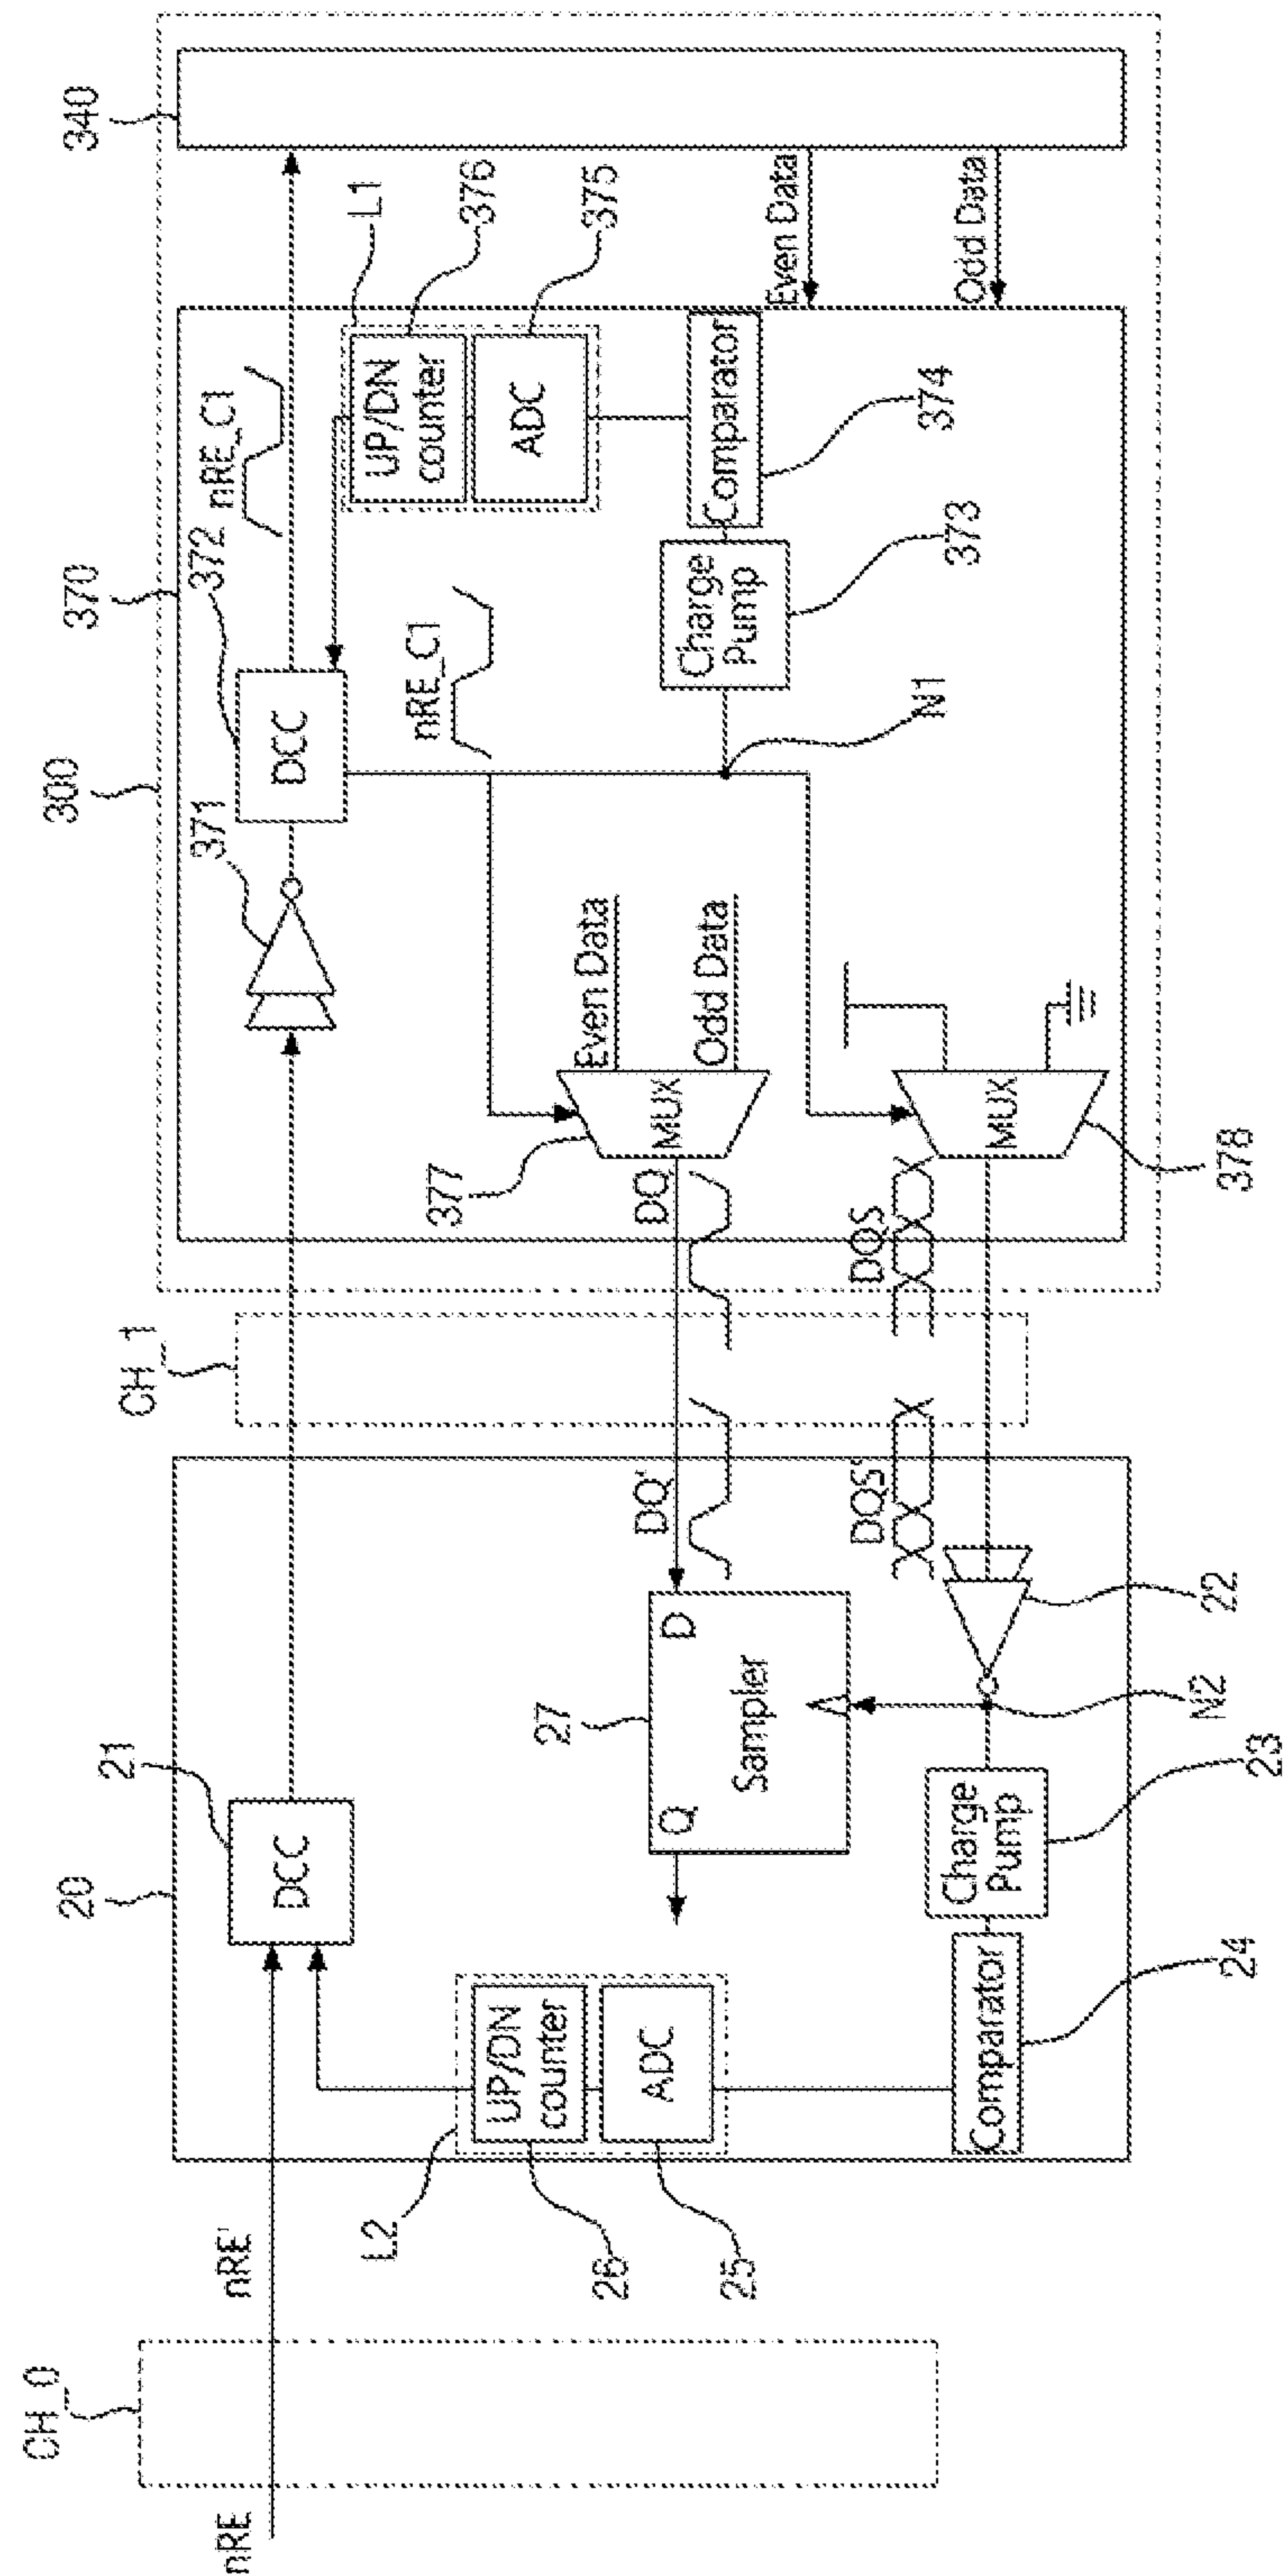 CH_0
nRE
nRE'
20
21
DCC
L2
UP/DN
counter
26
ADC
25
Comparator
24
Charge
Pump
23
N2
22
27
Q
D
Sampler
DQ'
DQS'
CH_1
300
370
371
372
DCC
nRE_C1
L1
UP/DN
counter
376
ADC
375
nRE_C1
Charge
Pump
373
Comparator
374
N1
377
MUX
Even Data
Odd Data
DQ
DQS
MUX
378
340
Even Data
Odd Data